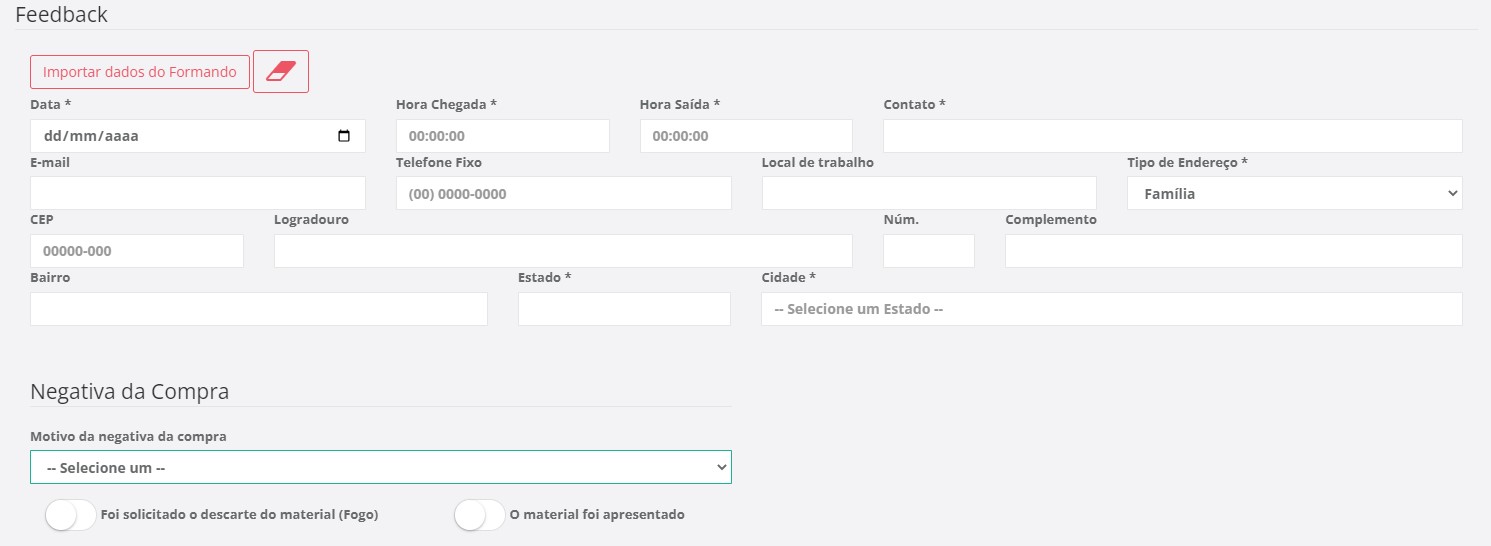 Feedback
Importar dados do Formando
Data * Hora Chegada * Hora Saída * Contato *
dd/mm/aaaa 00:00:00 00:00:00
E-mail Telefone Fixo Local de trabalho Tipo de Endereço *
(00) 0000-0000 Família
CEP Logradouro Núm. Complemento
00000-000
Bairro Estado * Cidade *
-- Selecione um Estado --
Negativa da Compra
Motivo da negativa da compra
-- Selecione um --
Foi solicitado o descarte do material (Fogo) O material foi apresentado